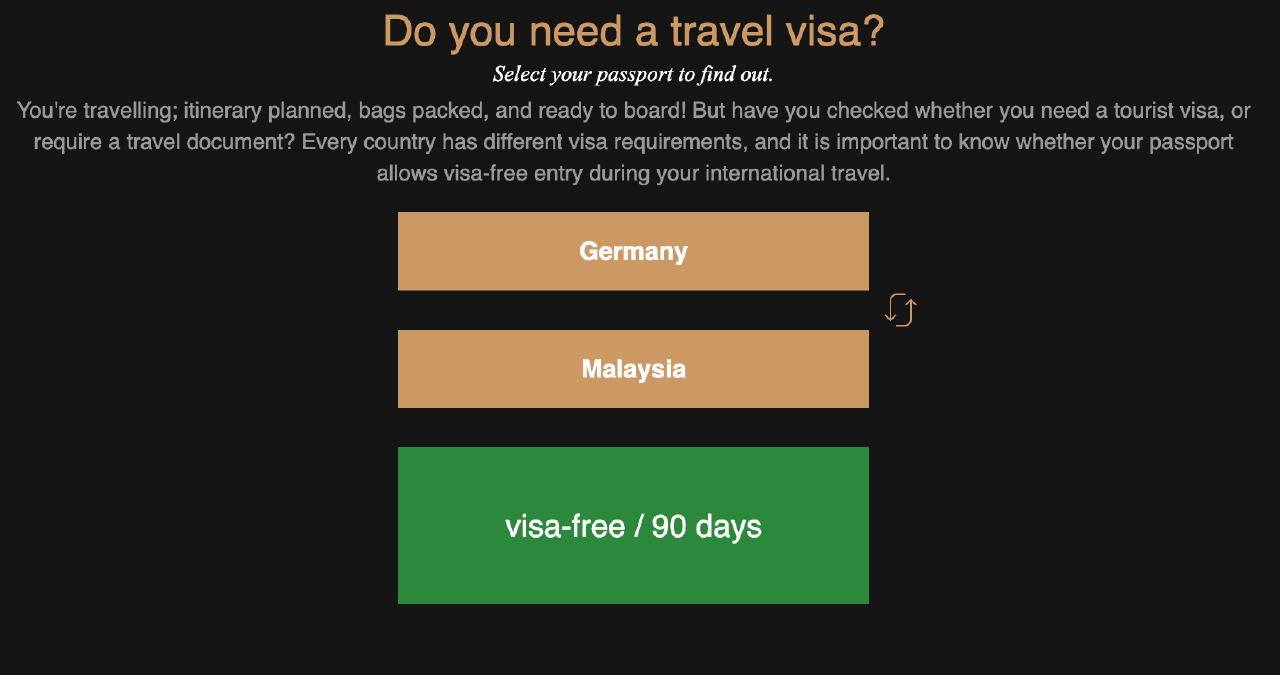 Do you need a travel visa?
Select your passport to find out.
You're travelling; itinerary planned, bags packed, and ready to board! But have you checked whether you need a tourist visa, or
require a travel document? Every country has different visa requirements, and it is important to know whether your passport
allows visa-free entry during your international travel.
Germany
Malaysia
visa-free / 90 days